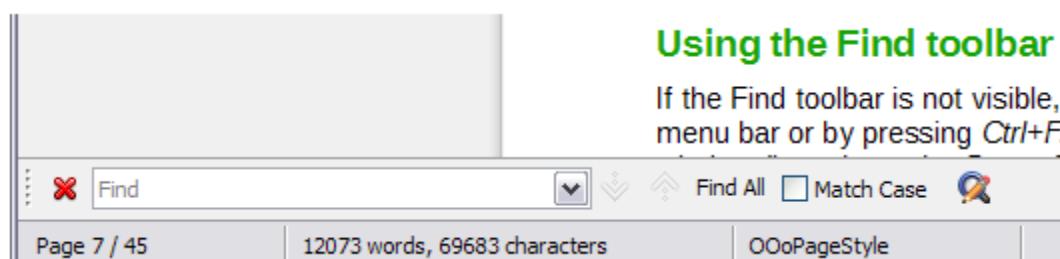 Using the Find toolbar
If the Find toolbar is not visible,
menu bar or by pressing Ctrl+F
Find
Find All Match Case
Page 7 / 45 12073 words, 69683 characters OOoPageStyle